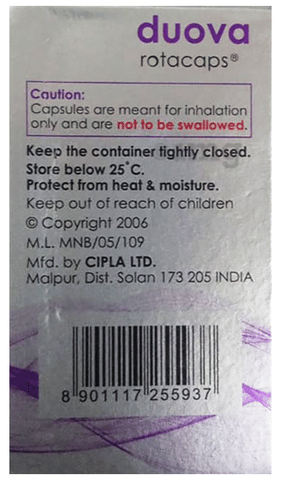 duova
rotacaps®
Caution:
Capsules are meant for inhalation
only and are not to be swallowed.
Keep the container tightly closed.
Store below 25°C.
Protect from heat & moisture.
Keep out of reach of children
© Copyright 2006
M.L. MNB/05/109
Mfd. by CIPLA LTD.
Malpur, Dist. Solan 173 205 INDIA
8 901117 255937